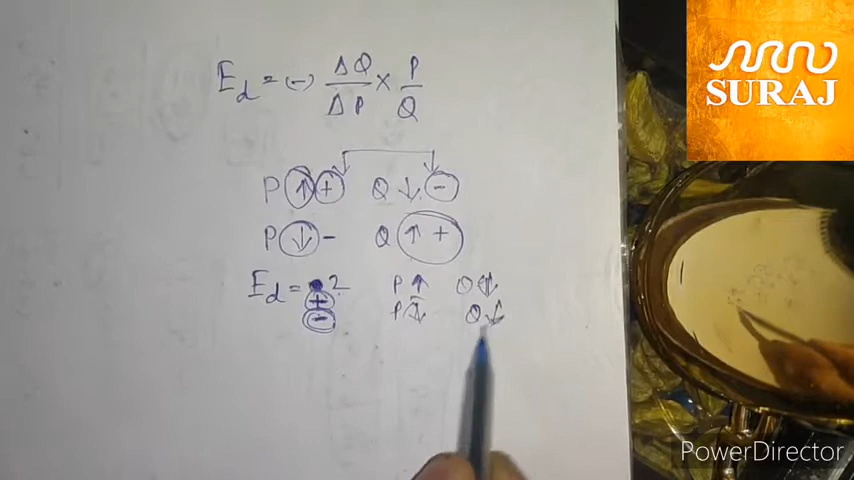 Ed = (-) ΔQ/ΔP × P/Q
P ↑ + Q ↓ -
P ↓ - Q ↑ +
Ed = 2 P ↑ Q
+ P Q
-
SURAJ
PowerDirector